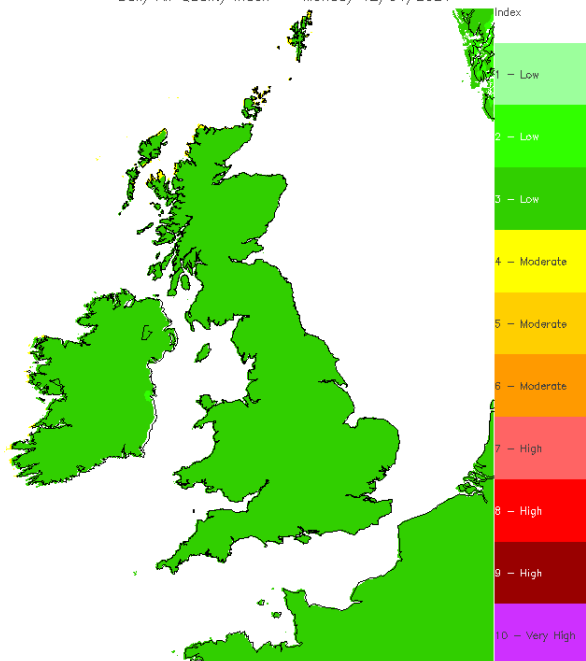 Index
1 - Low
2 - Low
3 - Low
4 - Moderate
5 - Moderate
6 - Moderate
7 - High
8 - High
9 - High
10 - Very High